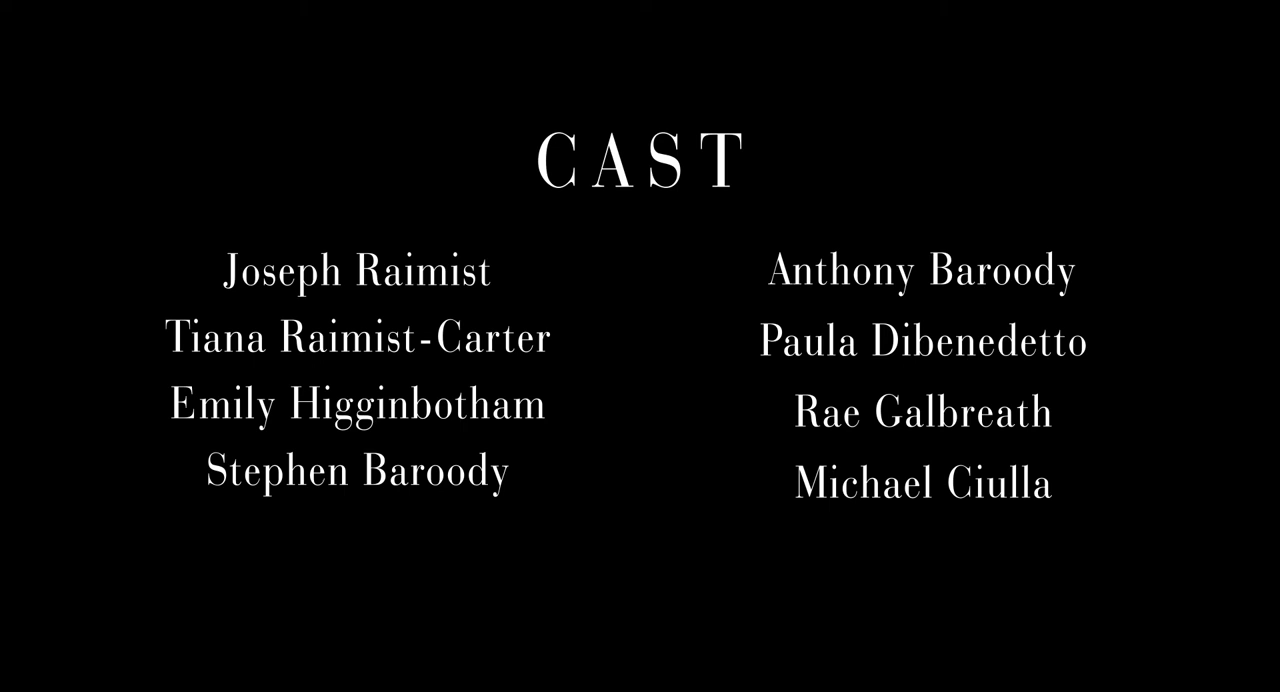 CAST
Joseph Raimist
Tiana Raimist-Carter
Emily Higginbotham
Stephen Baroody
Anthony Baroody
Paula Dibenedetto
Rae Galbreath
Michael Ciulla